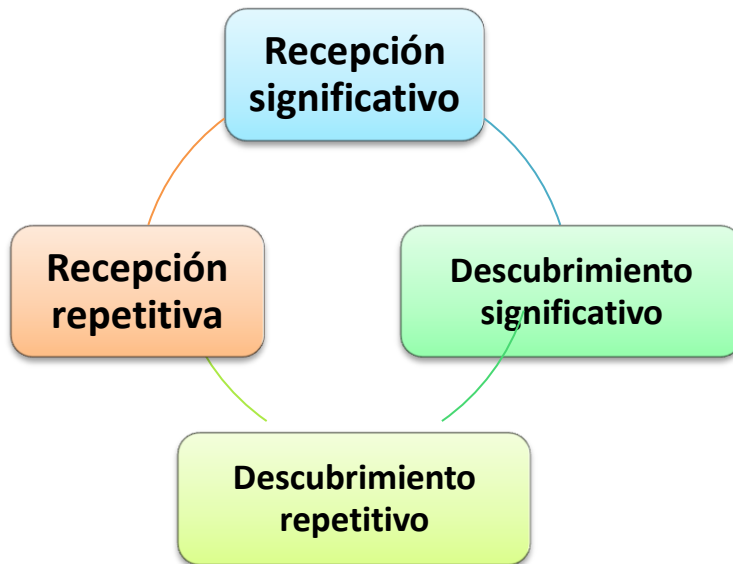 Recepción
significativo
Recepción
repetitiva
Descubrimiento
significativo
Descubrimiento
repetitivo